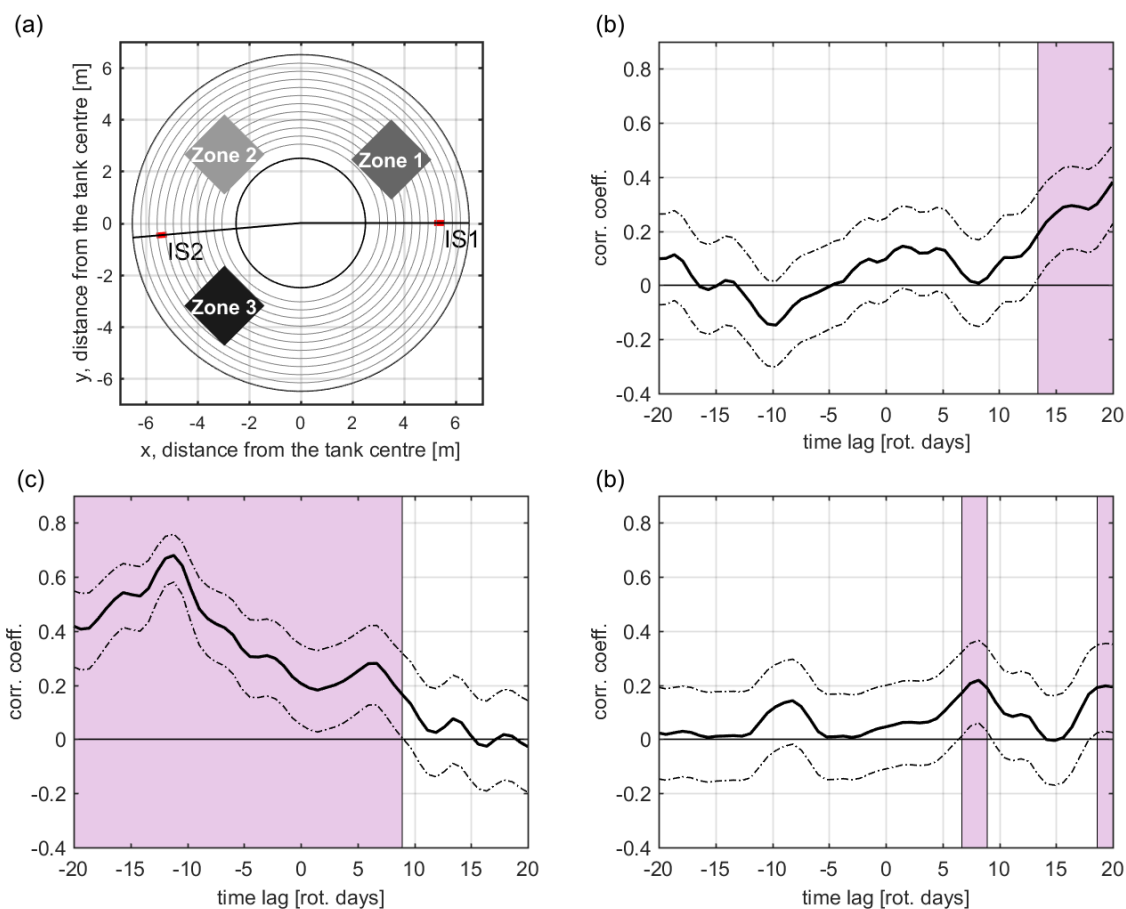 (a)
y, distance from the tank centre [m]
6
4
2
0
-2
-4
-6
Zone 2
Zone 1
IS2
IS1
Zone 3
-6 -4 -2 0 2 4 6
x, distance from the tank centre [m]
(b)
corr. coeff.
0.8
0.6
0.4
0.2
0
-0.2
-0.4
-20 -15 -10 -5 0 5 10 15 20
time lag [rot. days]
(c)
corr. coeff.
0.8
0.6
0.4
0.2
0
-0.2
-0.4
-20 -15 -10 -5 0 5 10 15 20
time lag [rot. days]
(b)
corr. coeff.
0.8
0.6
0.4
0.2
0
-0.2
-0.4
-20 -15 -10 -5 0 5 10 15 20
time lag [rot. days]